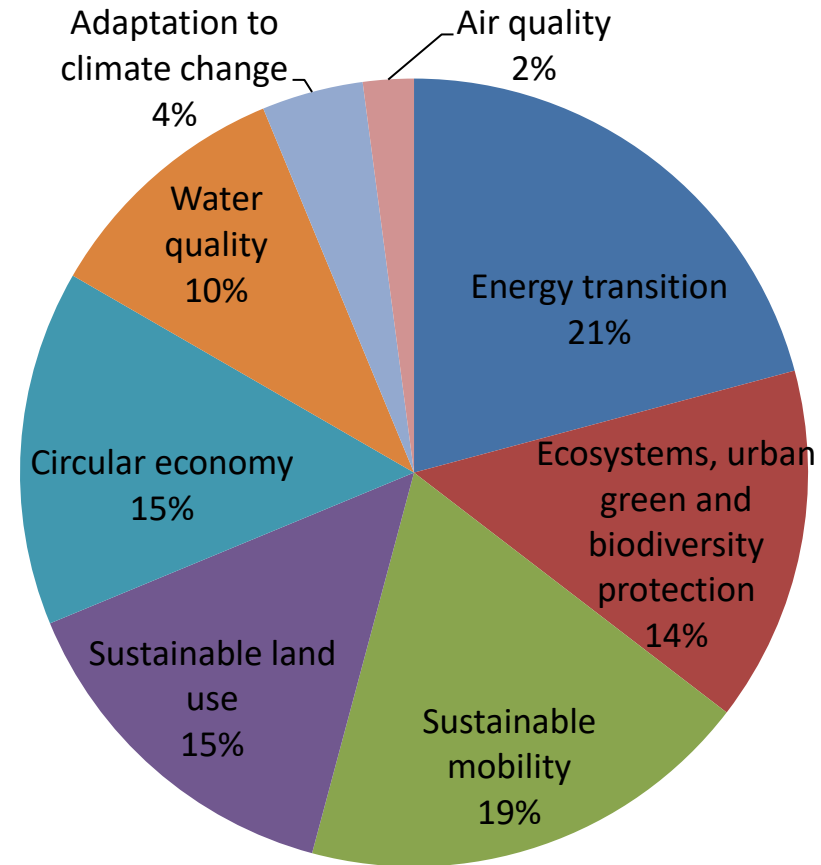 Adaptation to
climate change
4%
Air quality
2%
Energy transition
21%
Ecosystems, urban
green and
biodiversity
protection
14%
Sustainable
mobility
19%
Sustainable land
use
15%
Circular economy
15%
Water
quality
10%